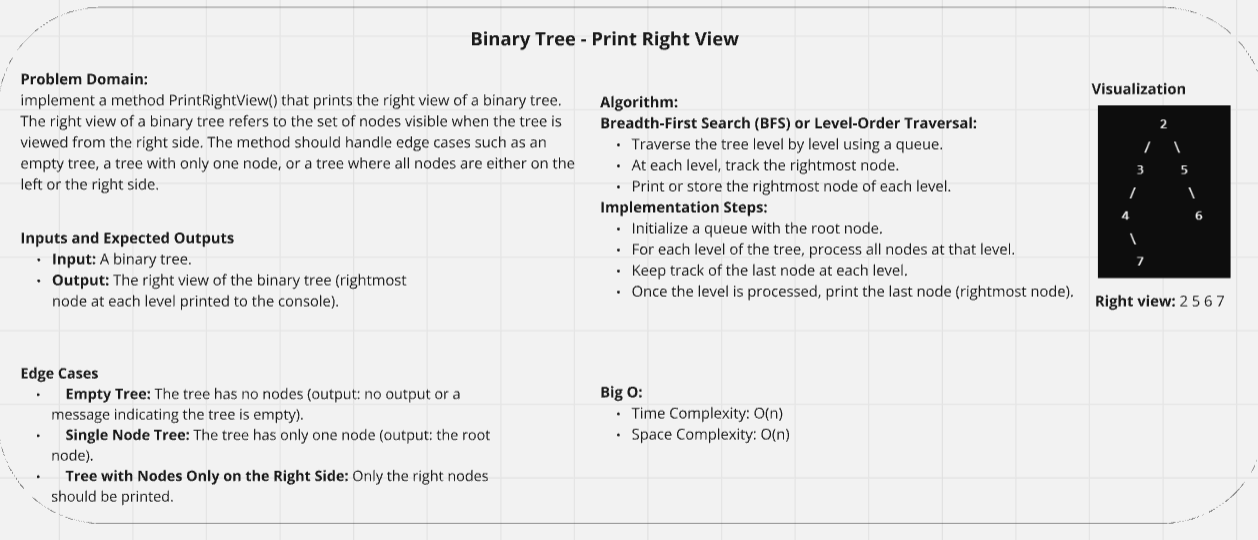 Binary Tree - Print Right View
Problem Domain:
implement a method PrintRightView() that prints the right view of a binary tree.
The right view of a binary tree refers to the set of nodes visible when the tree is
viewed from the right side. The method should handle edge cases such as an
empty tree, a tree with only one node, or a tree where all nodes are either on the
left or the right side.
Inputs and Expected Outputs
• Input: A binary tree.
• Output: The right view of the binary tree (rightmost
node at each level printed to the console).
Edge Cases
• Empty Tree: The tree has no nodes (output: no output or a
message indicating the tree is empty).
• Single Node Tree: The tree has only one node (output: the root
node).
• Tree with Nodes Only on the Right Side: Only the right nodes
should be printed.
Algorithm:
Breadth-First Search (BFS) or Level-Order Traversal:
• Traverse the tree level by level using a queue.
• At each level, track the rightmost node.
• Print or store the rightmost node of each level.
Implementation Steps:
• Initialize a queue with the root node.
• For each level of the tree, process all nodes at that level.
• Keep track of the last node at each level.
• Once the level is processed, print the last node (rightmost node).
Big O:
• Time Complexity: O(n)
• Space Complexity: O(n)
Visualization
2
/ \
3 5
/ \
4 6
\
7
Right view: 2 5 6 7